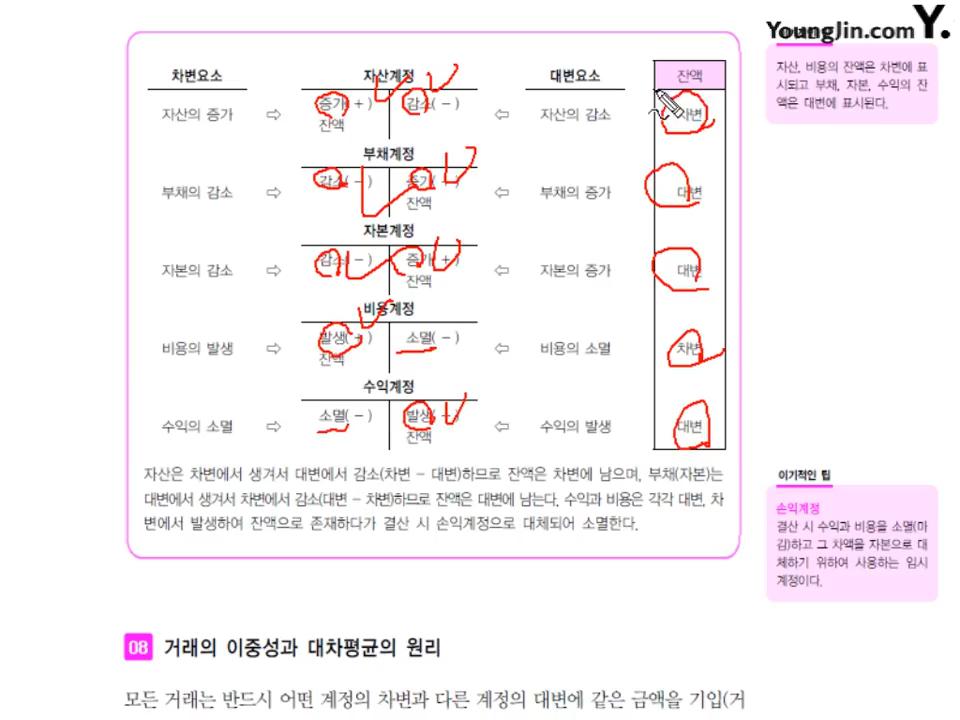 YoungJin.com Y.
차변요소 자산계정 대변요소 잔액
자산의 증가 ⇨ 증가(+) 감소(-) ⇦ 자산의 감소 차변
잔액
부채계정
부채의 감소 ⇨ 감소(-) 증가(+) ⇦ 부채의 증가 대변
잔액
자본계정
자본의 감소 ⇨ 감소(-) 증가(+) ⇦ 자본의 증가 대변
잔액
비용계정
비용의 발생 ⇨ 발생(+) 소멸(-) ⇦ 비용의 소멸 차변
잔액
수익계정
수익의 소멸 ⇨ 소멸(-) 발생(+) ⇦ 수익의 발생 대변
잔액
자산은 차변에서 생겨서 대변에서 감소(차변 - 대변)하므로 잔액은 차변에 남으며, 부채(자본)는
대변에서 생겨서 차변에서 감소(대변 - 차변)하므로 잔액은 대변에 남는다. 수익과 비용은 각각 대변, 차
변에서 발생하여 잔액으로 존재하다가 결산 시 손익계정으로 대체되어 소멸한다.
자산, 비용의 잔액은 차변에 표
시되고 부채, 자본, 수익의 잔
액은 대변에 표시된다.
이기적인 팁
손익계정
결산 시 수익과 비용을 소멸(마
감)하고 그 차액을 자본으로 대
체하기 위하여 사용하는 임시
계정이다.
08 거래의 이중성과 대차평균의 원리
모든 거래는 반드시 어떤 계정의 차변과 다른 계정의 대변에 같은 금액을 기입(거